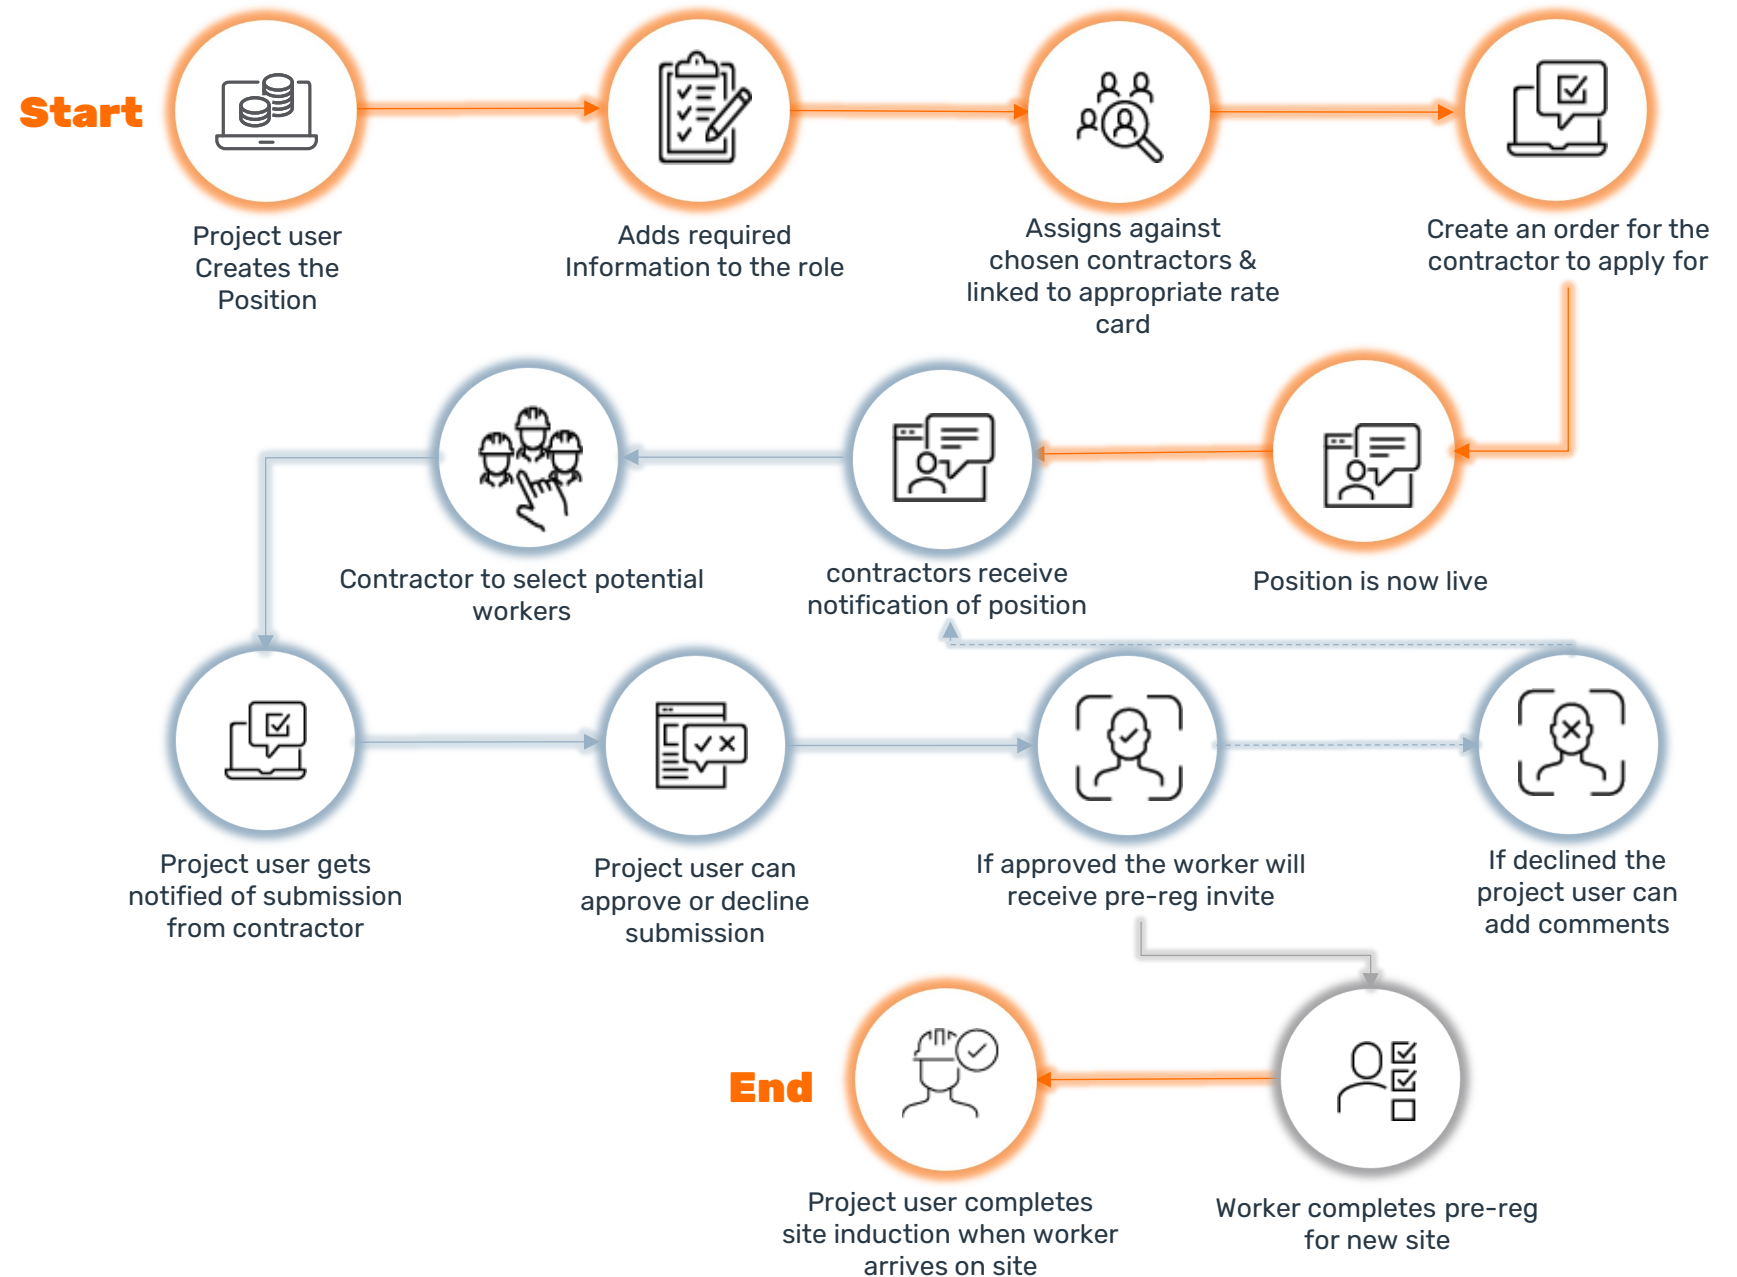 Start
Project user
Creates the
Position
Adds required
Information to the role
Assigns against
chosen contractors &
linked to appropriate rate
card
Create an order for the
contractor to apply for
Contractor to select potential
workers
contractors receive
notification of position
Position is now live
Project user gets
notified of submission
from contractor
Project user can
approve or decline
submission
If approved the worker will
receive pre-reg invite
If declined the
project user can
add comments
End
Project user completes
site induction when worker
arrives on site
Worker completes pre-reg
for new site